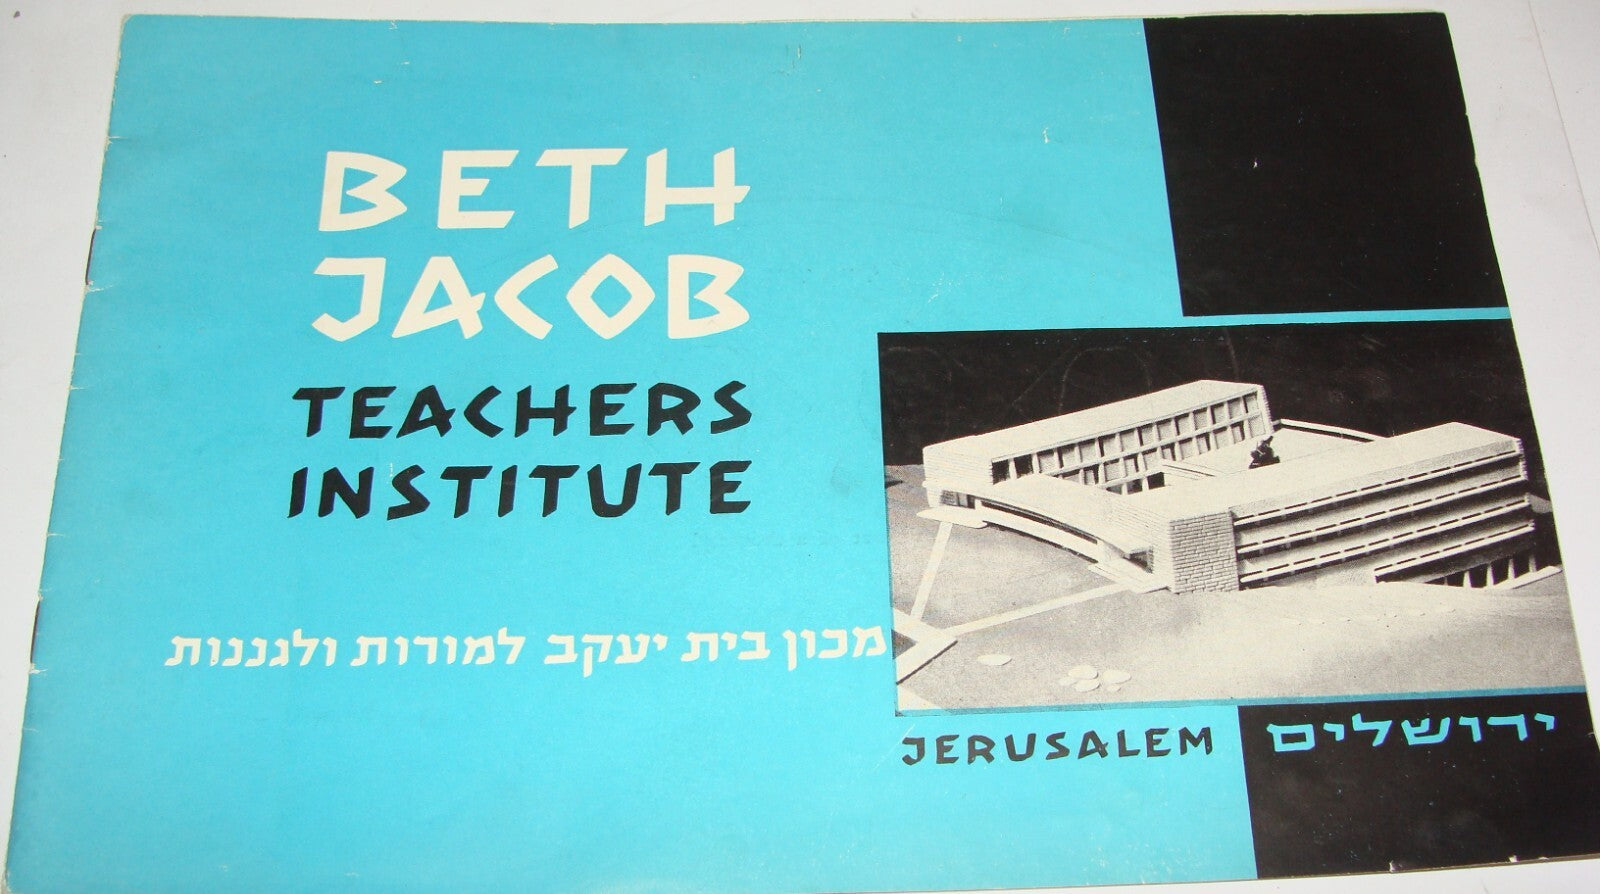 BETH
JACOB
TEACHERS
INSTITUTE
מכון בית יעקב למורות ולגננות
JERUSALEM ירושלים